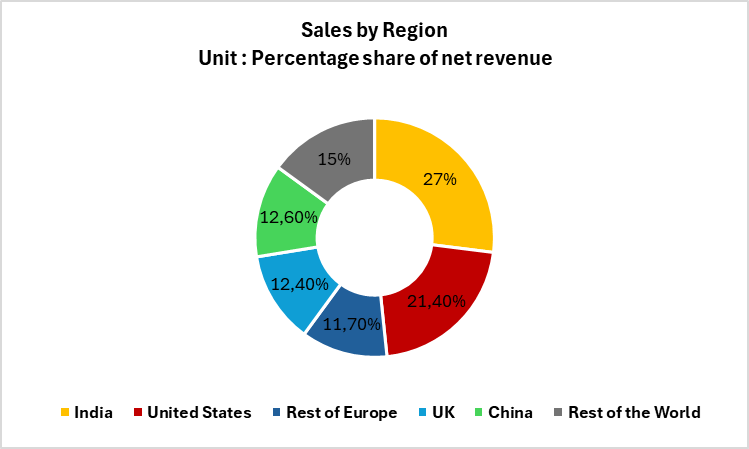 Sales by Region
Unit : Percentage share of net revenue
15%
27%
12,60%
12,40%
21,40%
11,70%
India United States Rest of Europe UK China Rest of the World